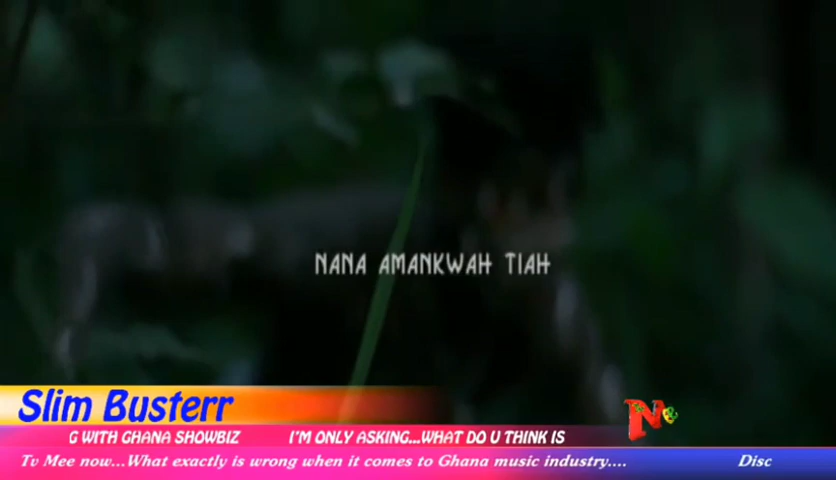 NANA AMANKWAH TIAH
Slim Busterr
G WITH GHANA SHOWBIZ I'M ONLY ASKING...WHAT DO U THINK IS
Tv Mee now...What exactly is wrong when it comes to Ghana music industry.... Disc